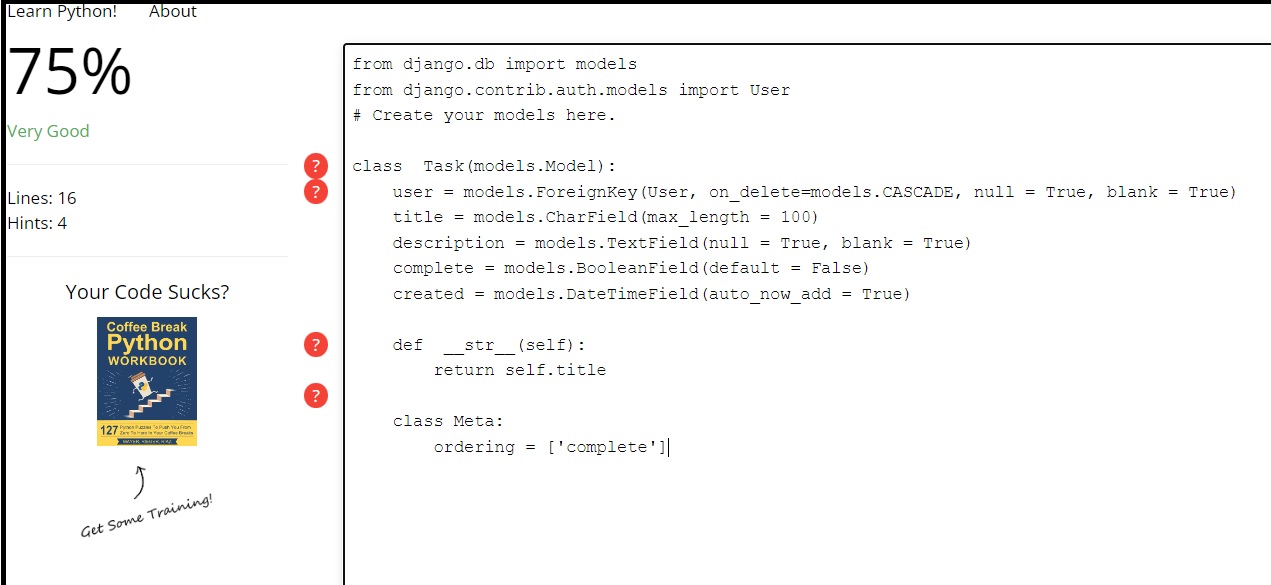 Learn Python! About
75%
Very Good
Lines: 16
Hints: 4
Your Code Sucks?
Coffee Break
Python
WORKBOOK
127 Python Puzzles To Push You From
Zero To Hero in Your Coffee Breaks
Get Some Training!
?
?
?
?
from django.db import models
from django.contrib.auth.models import User
# Create your models here.
class  Task(models.Model):
    user = models.ForeignKey(User, on_delete=models.CASCADE, null = True, blank = True)
    title = models.CharField(max_length = 100)
    description = models.TextField(null = True, blank = True)
    complete = models.BooleanField(default = False)
    created = models.DateTimeField(auto_now_add = True)
    def  __str__(self):
        return self.title
    class Meta:
        ordering = ['complete']